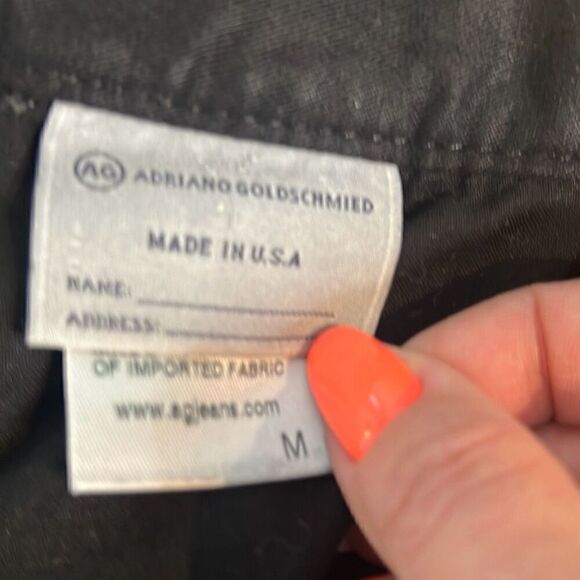 AG ADRIANO GOLDSCHMIED
MADE IN U.S.A
NAME:
ADDRESS:
OF IMPORTED FABRIC
www.agjeans.com
M